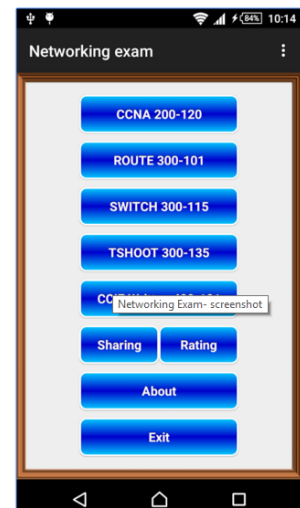 84% 10:14
Networking exam
CCNA 200-120
ROUTE 300-101
SWITCH 300-115
TSHOOT 300-135
Networking Exam- screenshot
Sharing Rating
About
Exit